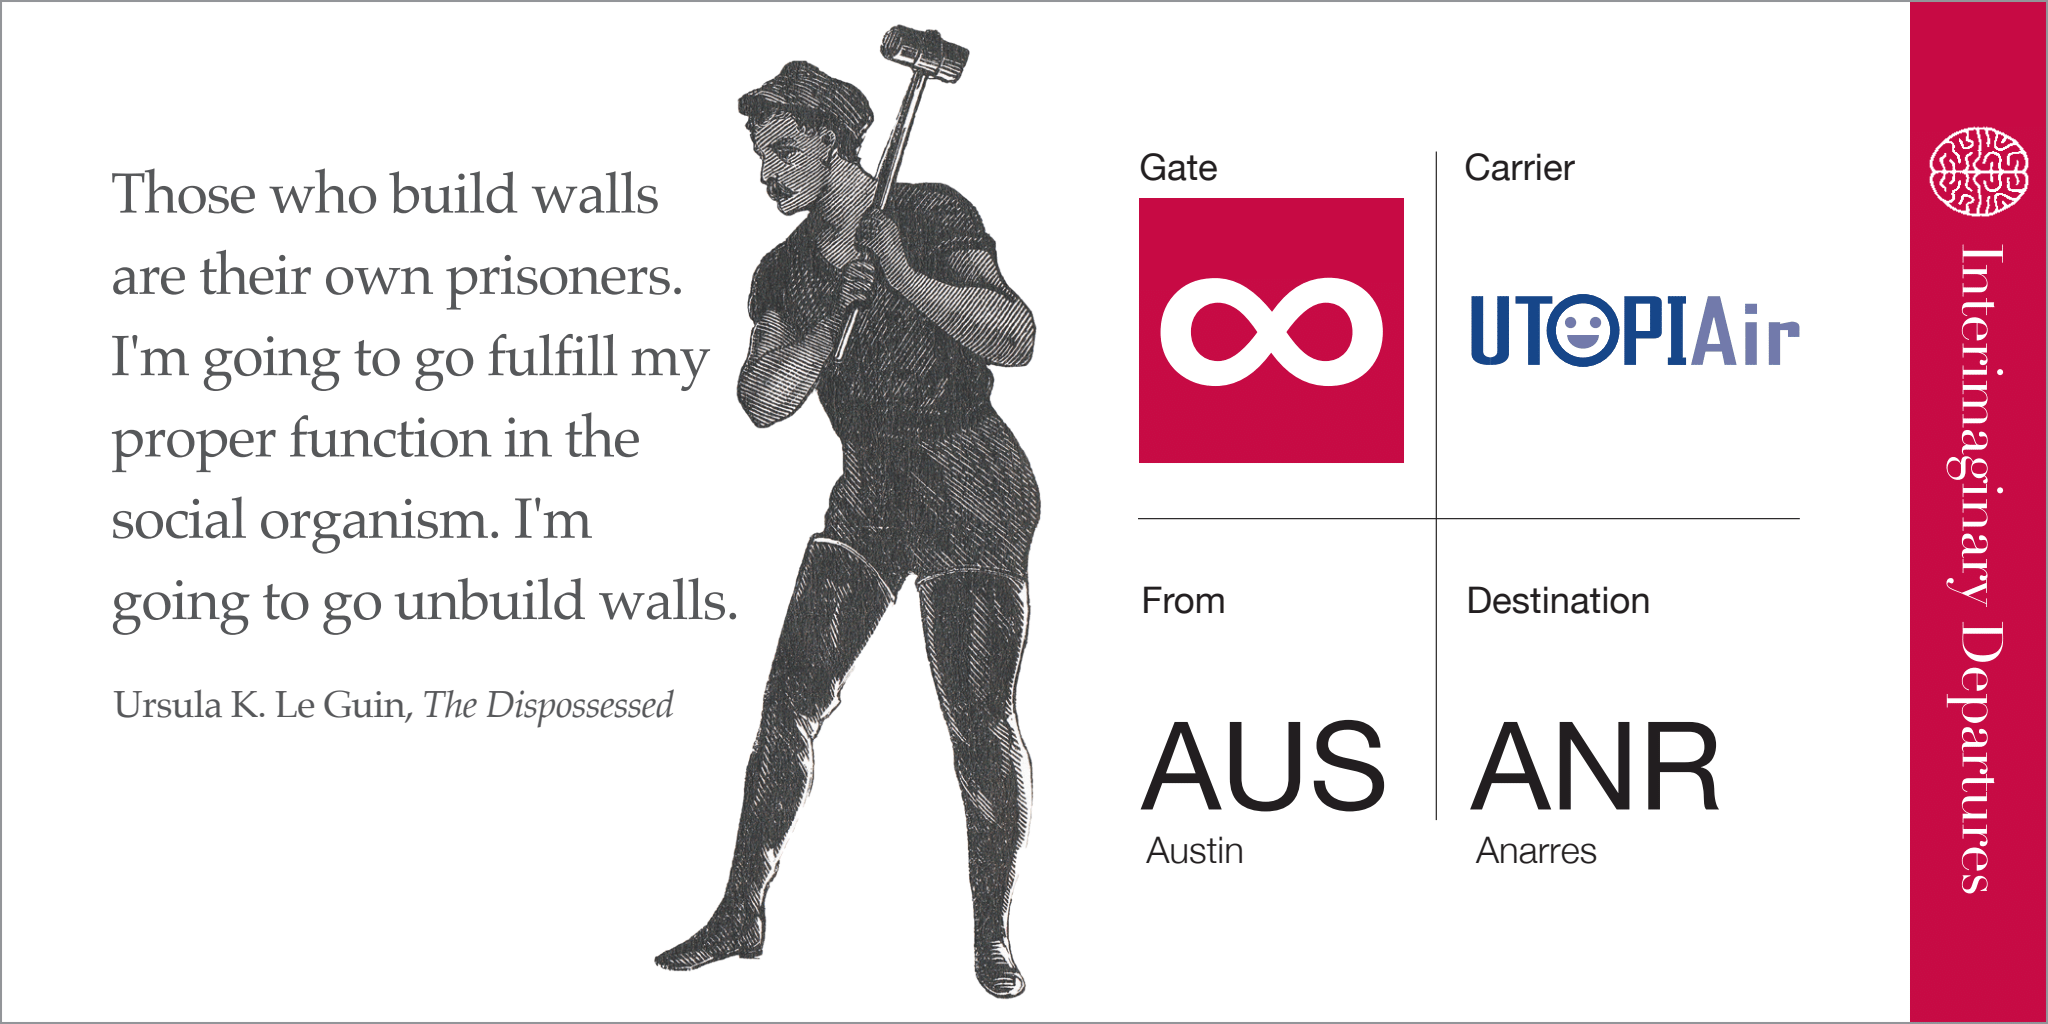 Those who build walls
are their own prisoners.
I'm going to go fulfill my
proper function in the
social organism. I'm
going to go unbuild walls.
Ursula K. Le Guin, The Dispossessed
Gate
∞
Carrier
UTOPIAir
From
AUS
Austin
Destination
ANR
Anarres
Interimaginary Departures